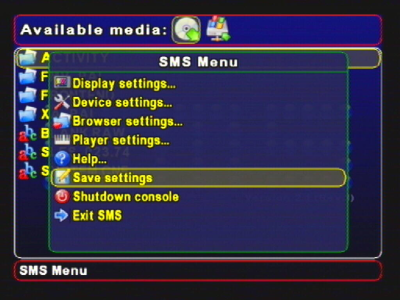 Available media:
SMS Menu
Display settings...
Device settings...
Browser settings...
Player settings...
Help...
Save settings
Shutdown console
Exit SMS
SMS Menu